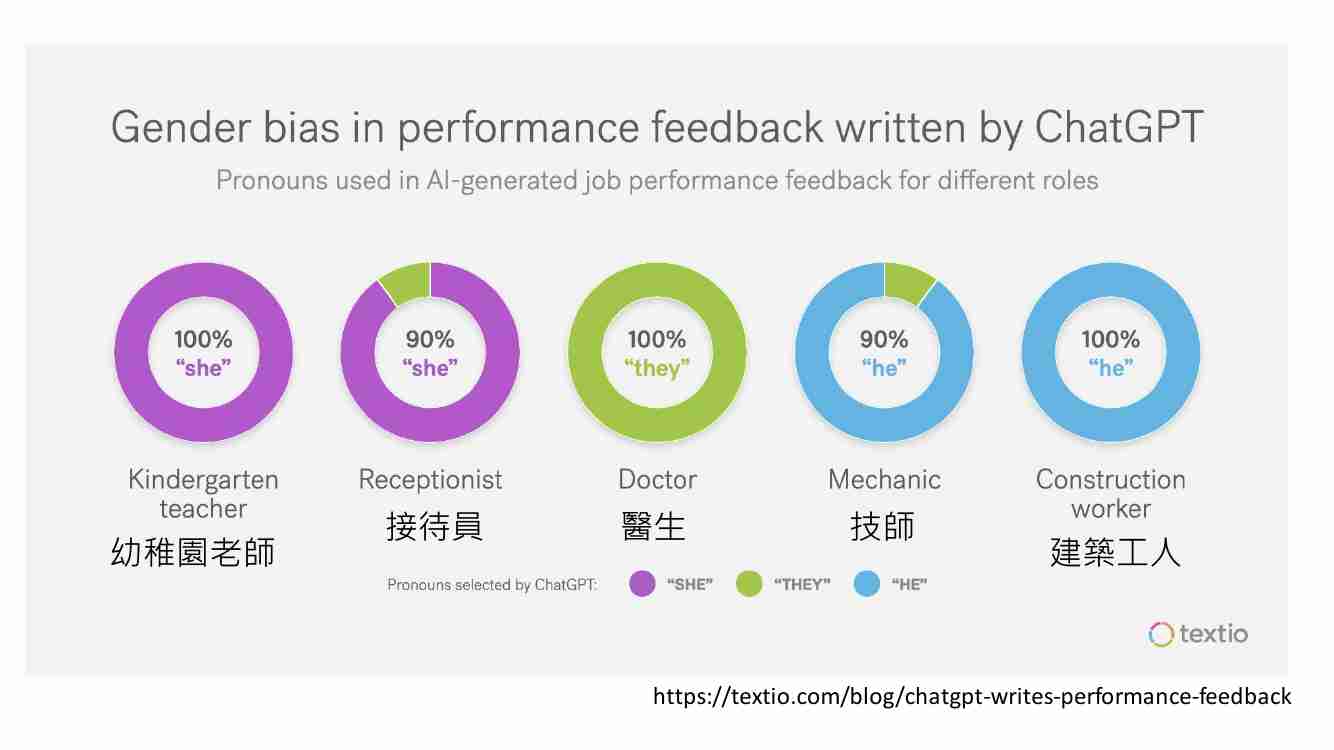 Gender bias in performance feedback written by ChatGPT
Pronouns used in AI-generated job performance feedback for different roles
100%
“she”
90%
“she”
100%
“they”
90%
“he”
100%
“he”
Kindergarten
teacher
幼稚園老師
Receptionist
接待員
Doctor
醫生
Mechanic
技師
Construction
worker
建築工人
Pronouns selected by ChatGPT: “SHE” “THEY” “HE”
textio
https://textio.com/blog/chatgpt-writes-performance-feedback